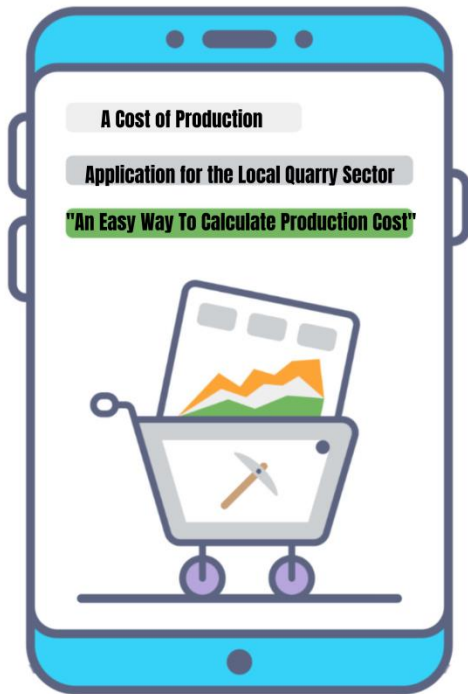 A Cost of Production
Application for the Local Quarry Sector
"An Easy Way To Calculate Production Cost"